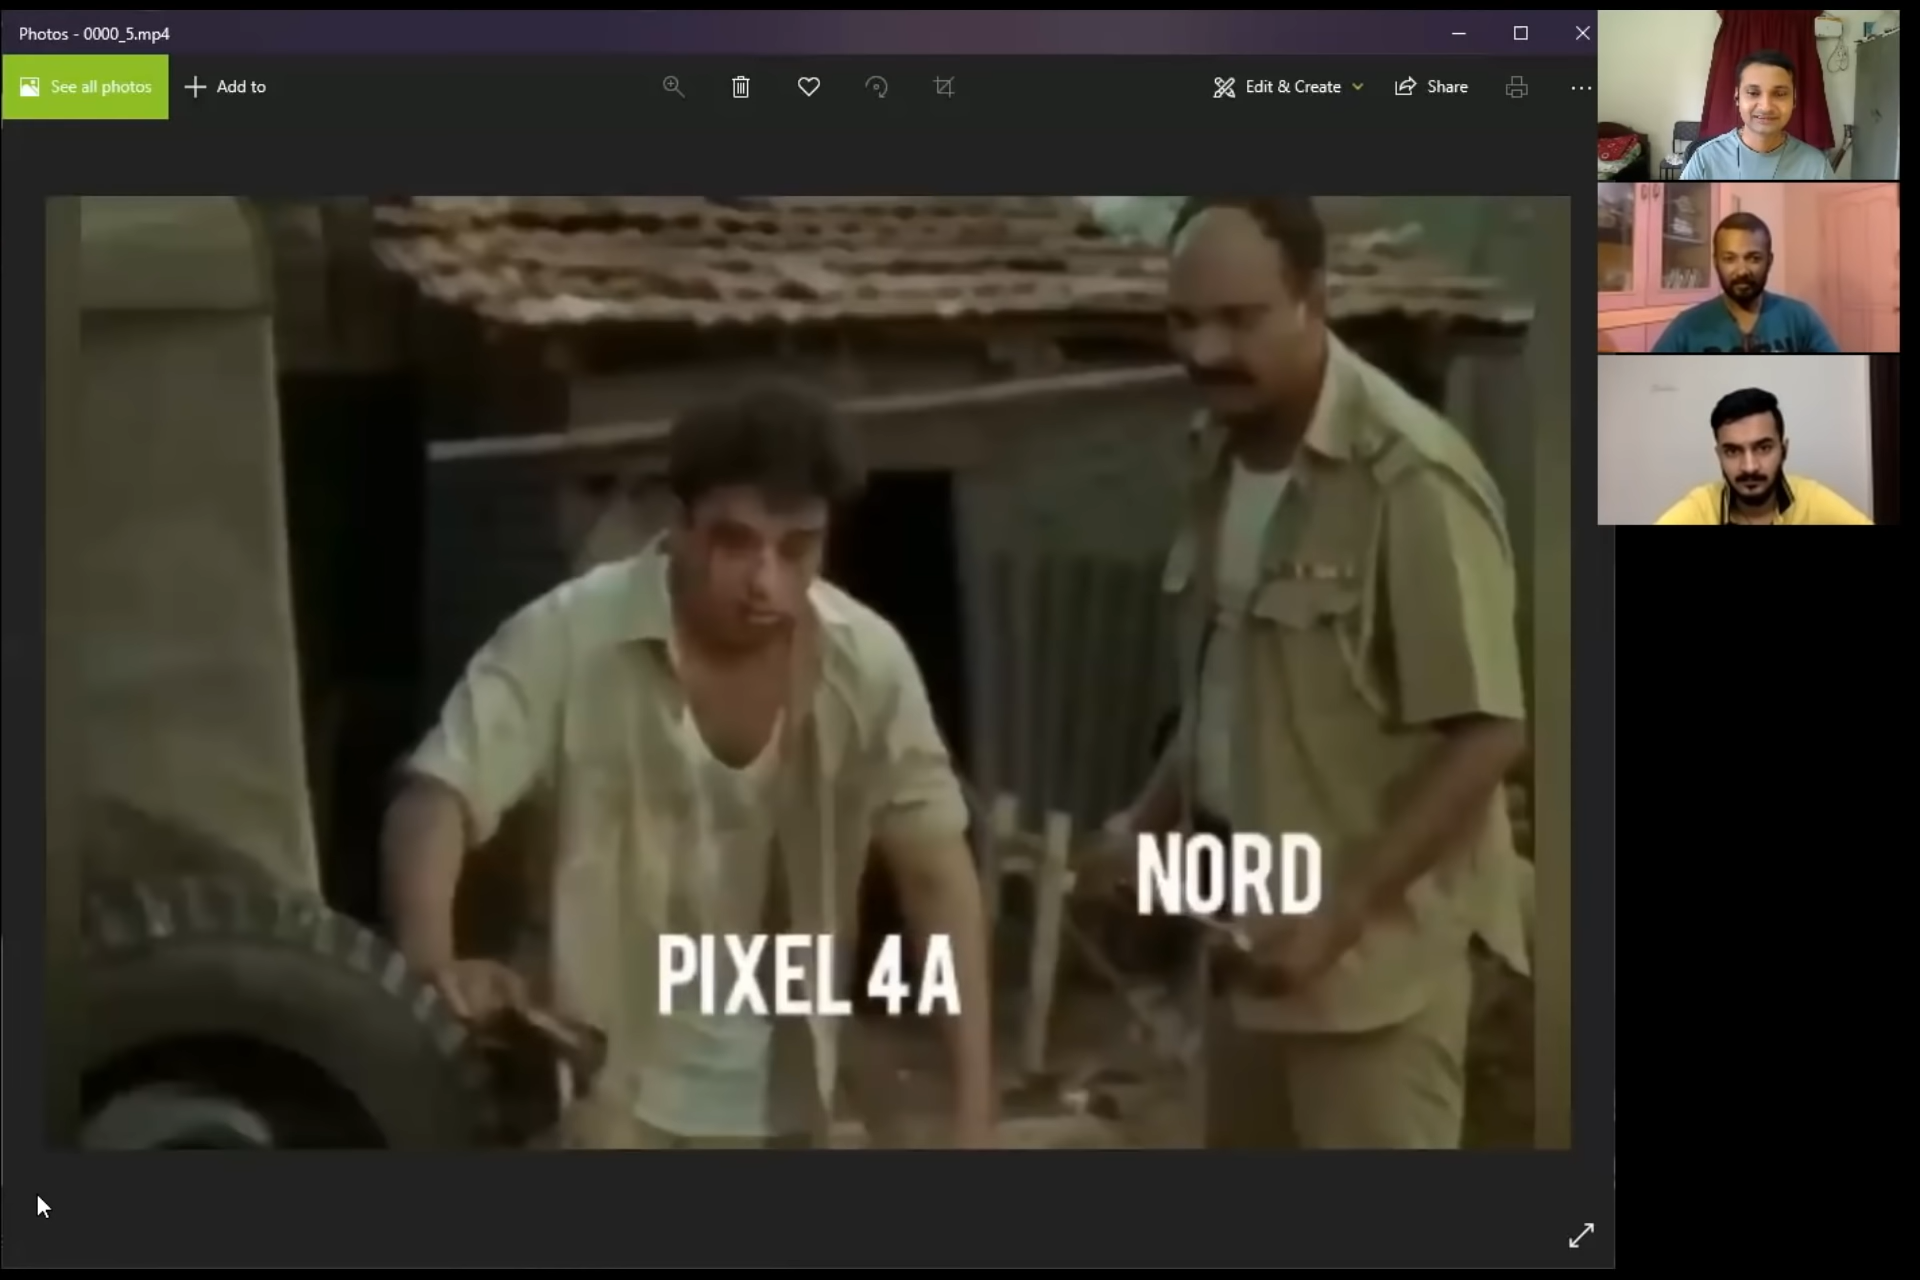 Photos - 0000_5.mp4
See all photos
Add to
Edit & Create
Share
NORD
PIXEL 4A